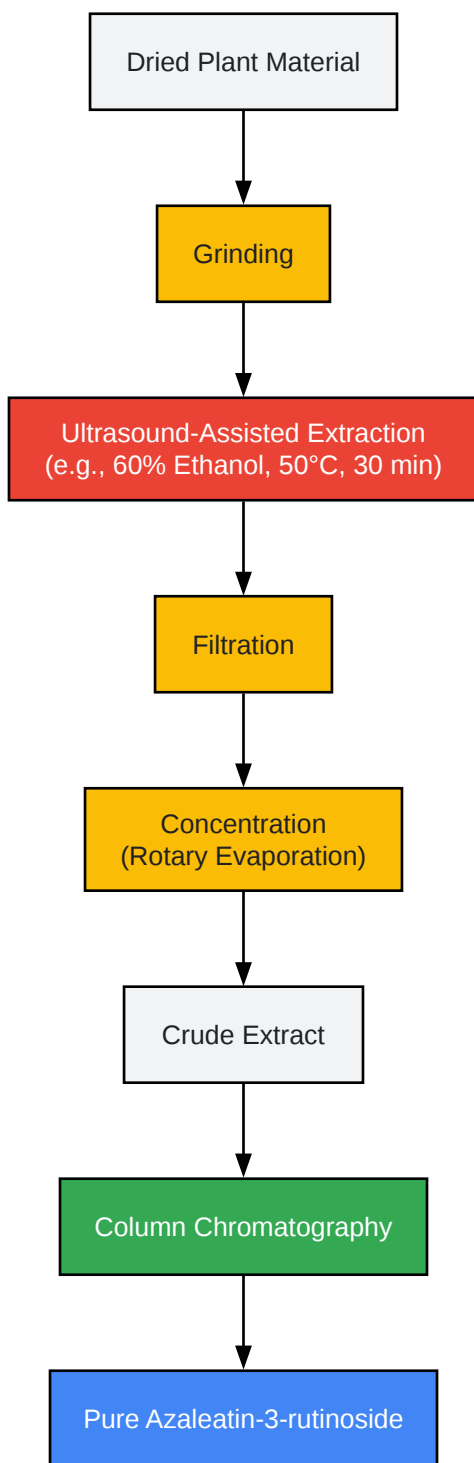 Dried Plant Material
Grinding
Ultrasound-Assisted Extraction
(e.g., 60% Ethanol, 50°C, 30 min)
Filtration
Concentration
(Rotary Evaporation)
Crude Extract
Column Chromatography
Pure Azaleatin-3-rutinoside